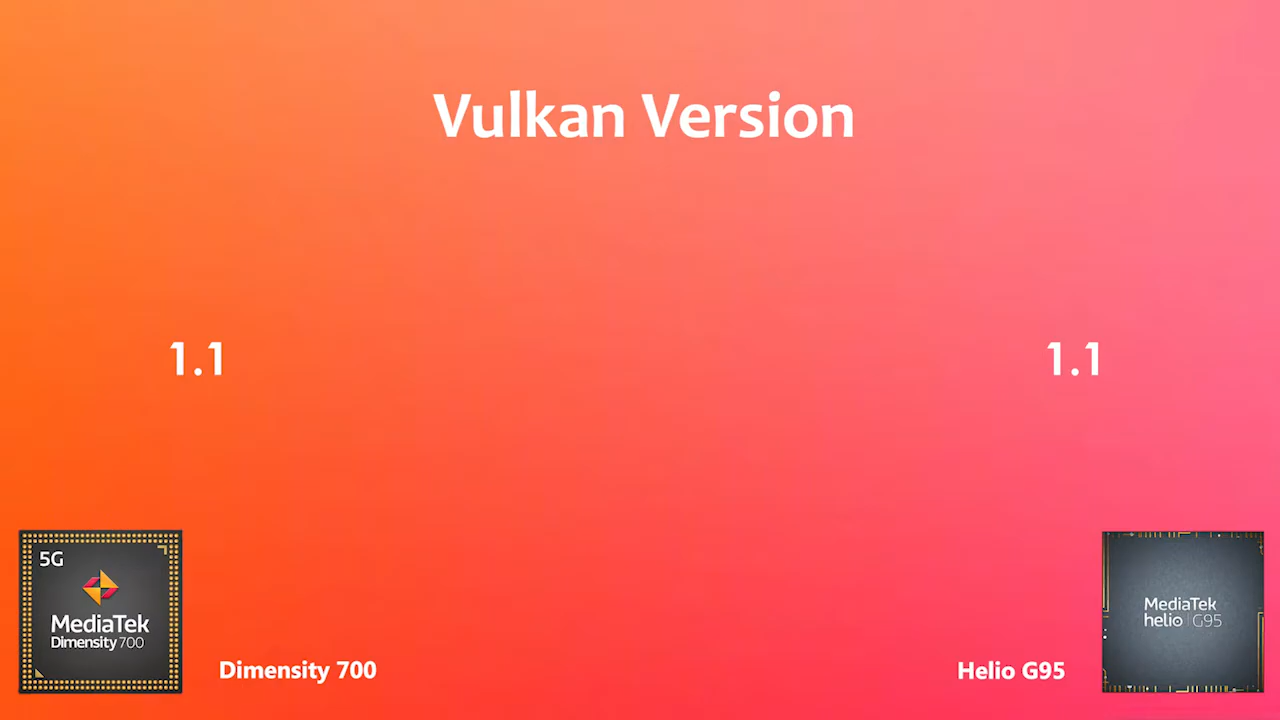 Vulkan Version
1.1
1.1
5G
MediaTek
Dimensity 700
Dimensity 700
Helio G95
MediaTek
helio G95